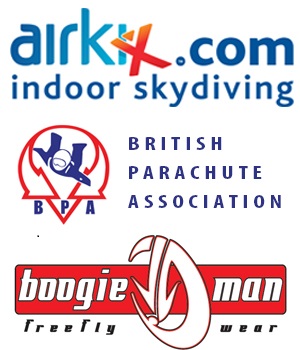 airkix.com
indoor skydiving
BRITISH
PARACHUTE
ASSOCIATION
BPA
boogie man
freefly wear